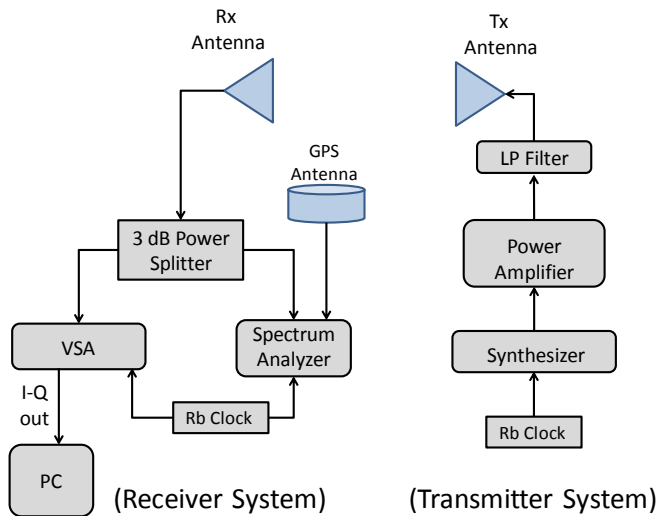 Rx
Antenna
GPS
Antenna
3 dB Power
Splitter
VSA
Spectrum
Analyzer
I-Q
out
Rb Clock
PC
(Receiver System)
Tx
Antenna
LP Filter
Power
Amplifier
Synthesizer
Rb Clock
(Transmitter System)